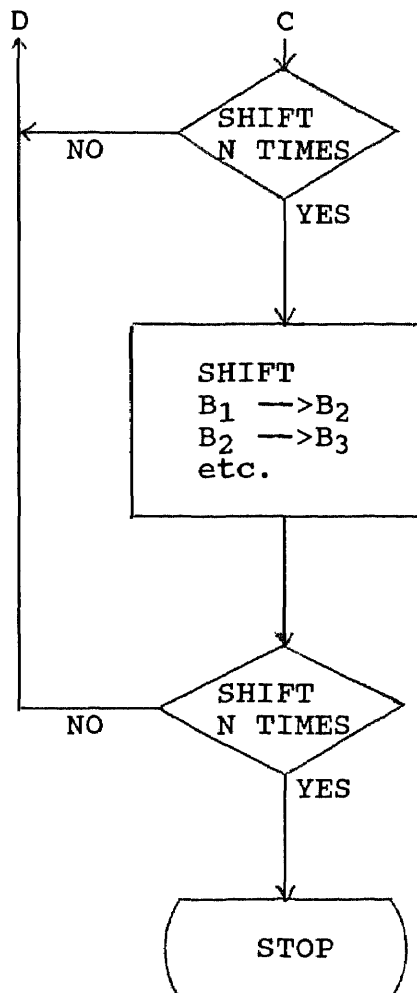 D C
SHIFT
N TIMES
NO
YES
SHIFT
B₁ —>B₂
B₂ —>B₃
etc.
SHIFT
N TIMES
NO
YES
STOP